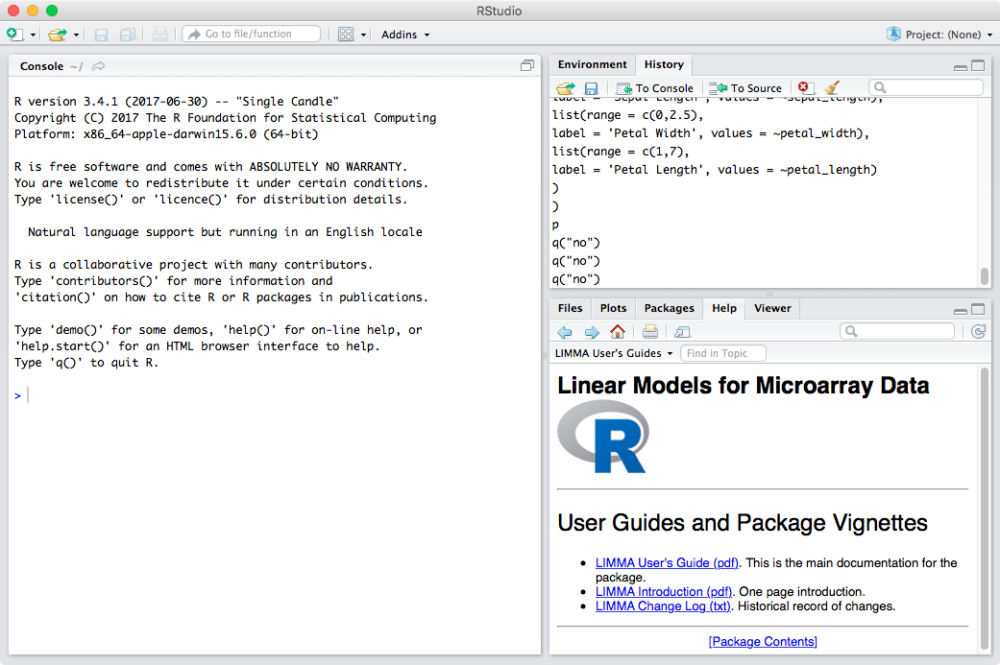 RStudio
Go to file/function
Addins
Project: (None)
Console ~/
R version 3.4.1 (2017-06-30) -- "Single Candle"
Copyright (C) 2017 The R Foundation for Statistical Computing
Platform: x86_64-apple-darwin15.6.0 (64-bit)
R is free software and comes with ABSOLUTELY NO WARRANTY.
You are welcome to redistribute it under certain conditions.
Type 'license()' or 'licence()' for distribution details.
Natural language support but running in an English locale
R is a collaborative project with many contributors.
Type 'contributors()' for more information and
'citation()' on how to cite R or R packages in publications.
Type 'demo()' for some demos, 'help()' for on-line help, or
'help.start()' for an HTML browser interface to help.
Type 'q()' to quit R.
>
Environment History
To Console To Source
label = 'Sepal Length', values = ~sepal_length),
list(range = c(0,2.5),
label = 'Petal Width', values = ~petal_width),
list(range = c(1,7),
label = 'Petal Length', values = ~petal_length)
)
)
p
q("no")
q("no")
q("no")
Files Plots Packages Help Viewer
LIMMA User's Guides Find in Topic
Linear Models for Microarray Data
R
User Guides and Package Vignettes
• LIMMA User's Guide (pdf). This is the main documentation for the
package.
• LIMMA Introduction (pdf). One page introduction.
• LIMMA Change Log (txt). Historical record of changes.
[Package Contents]